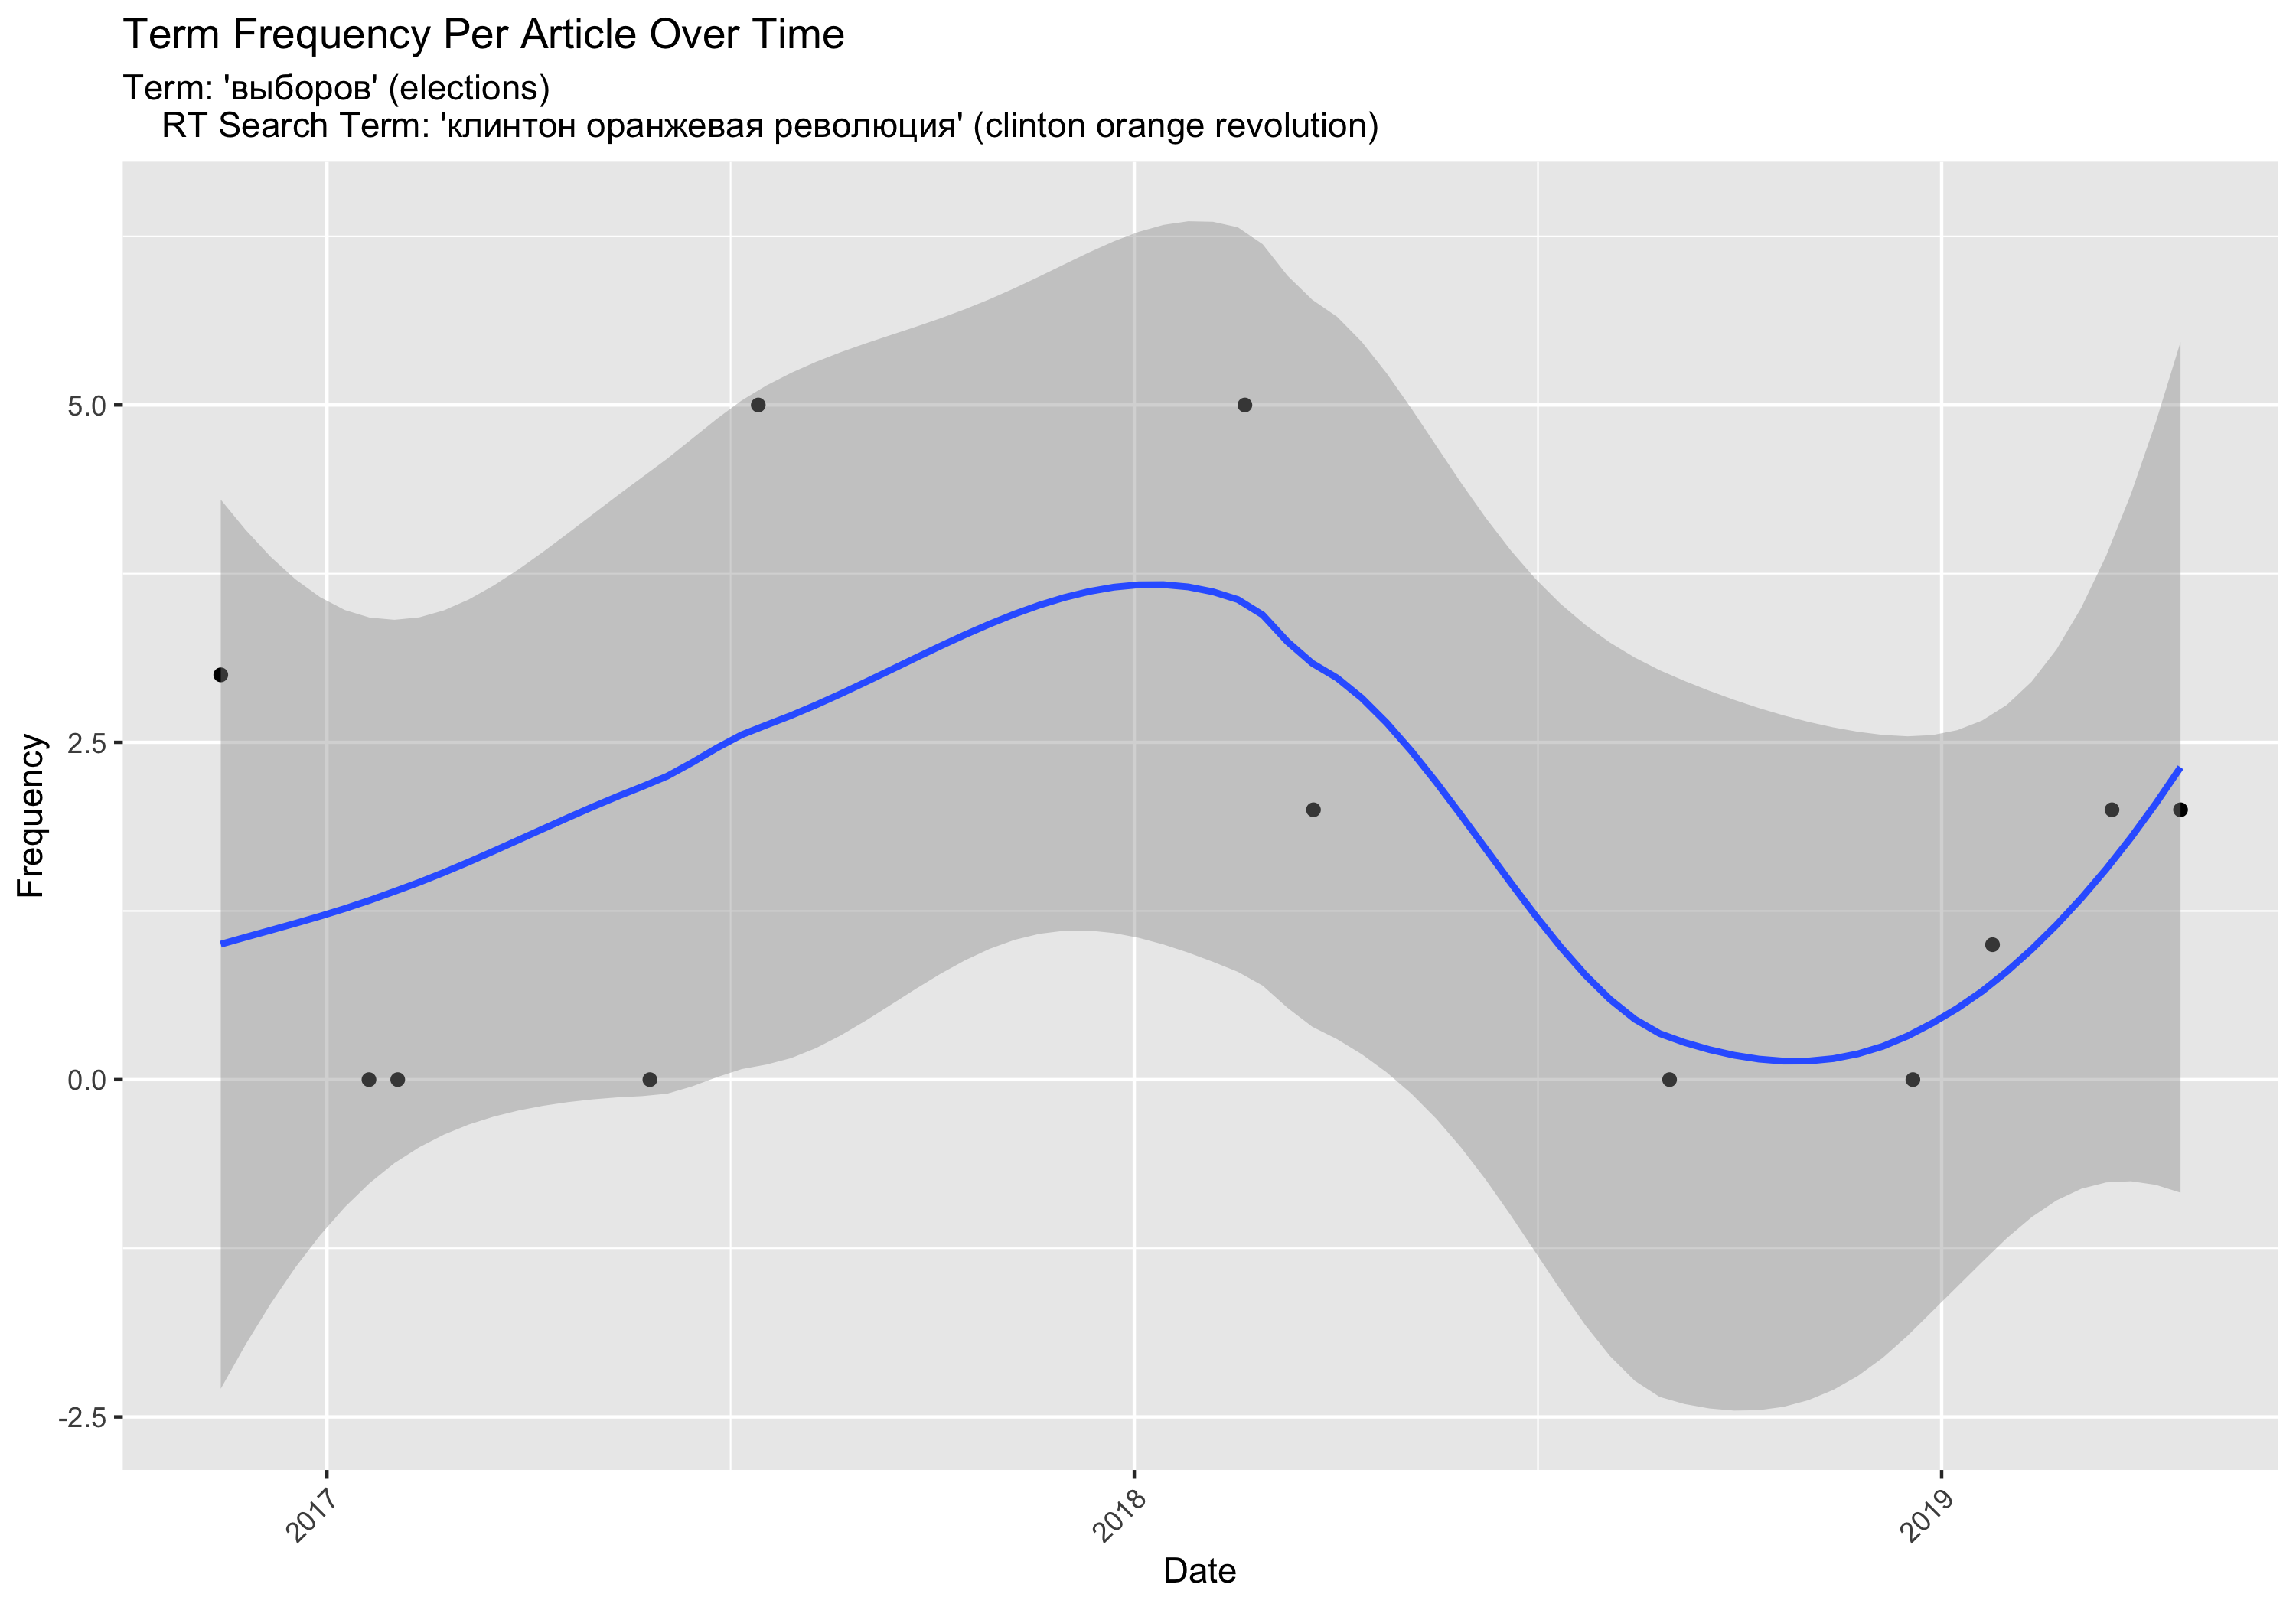 Term Frequency Per Article Over Time
Term: 'выборов' (elections)
RT Search Term: 'клинтон оранжевая революция' (clinton orange revolution)
Frequency
5.0
2.5
0.0
-2.5
2017
2018
2019
Date